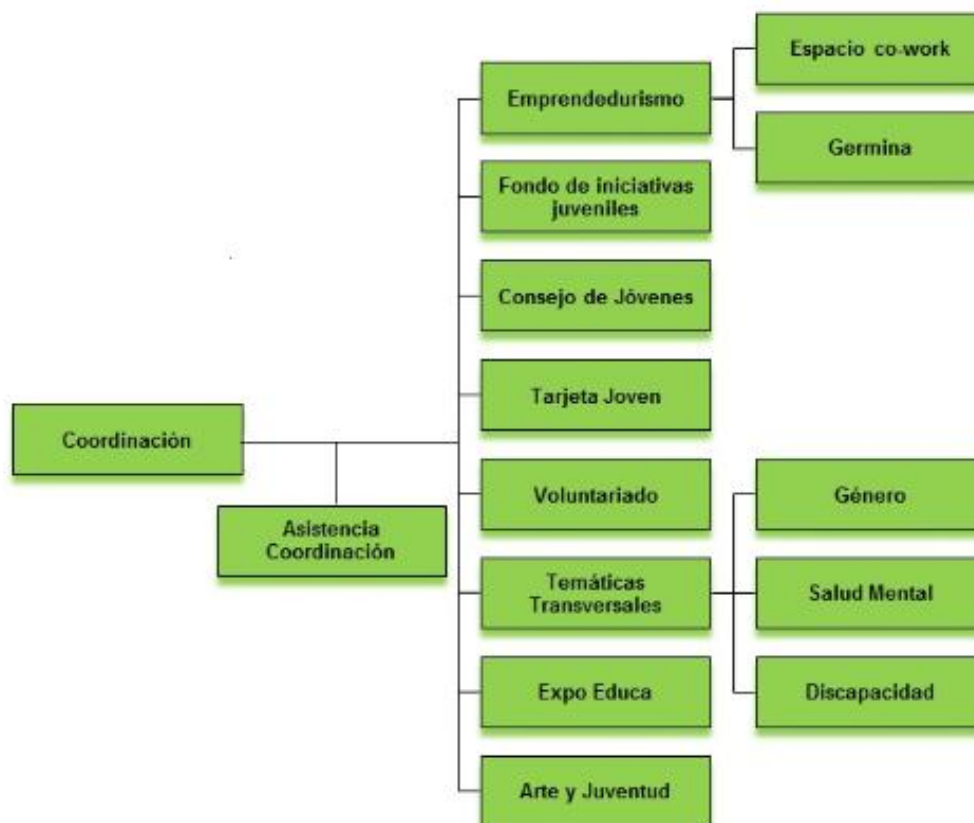 Coordinación
Asistencia
Coordinación
Emprendedurismo
Espacio co-work
Germina
Fondo de iniciativas
juveniles
Consejo de Jóvenes
Tarjeta Joven
Voluntariado
Temáticas
Transversales
Género
Salud Mental
Discapacidad
Expo Educa
Arte y Juventud